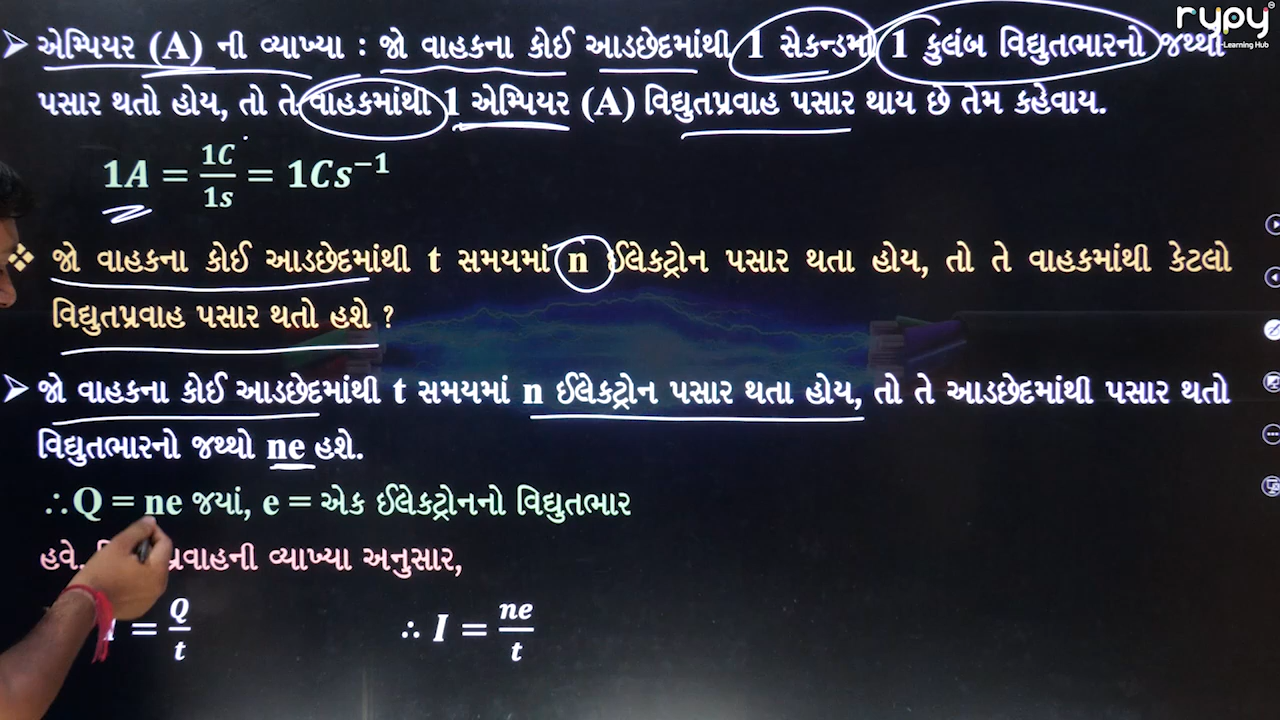 rypy
Learning Hub
➢ એમ્પિયર (A) ની વ્યાખ્યા : જો વાહકના કોઈ આડછેદમાંથી 1 સેકન્ડમાં 1 કુલંબ વિદ્યુતભારનો જથ્થો
પસાર થતો હોય, તો તે વાહકમાંથી 1 એમ્પિયર (A) વિદ્યુતપ્રવાહ પસાર થાય છે તેમ કહેવાય.
1A = 1C/1s = 1Cs⁻¹
❖ જો વાહકના કોઈ આડછેદમાંથી t સમયમાં n ઈલેક્ટ્રોન પસાર થતા હોય, તો તે વાહકમાંથી કેટલો
વિદ્યુતપ્રવાહ પસાર થતો હશે ?
➢ જો વાહકના કોઈ આડછેદમાંથી t સમયમાં n ઈલેક્ટ્રોન પસાર થતા હોય, તો તે આડછેદમાંથી પસાર થતો
વિદ્યુતભારનો જથ્થો ne હશે.
∴ Q = ne જયાં, e = એક ઈલેક્ટ્રોનનો વિદ્યુતભાર
હવે. વ્યાખ્યા અનુસાર,
= Q/t ∴ I = ne/t